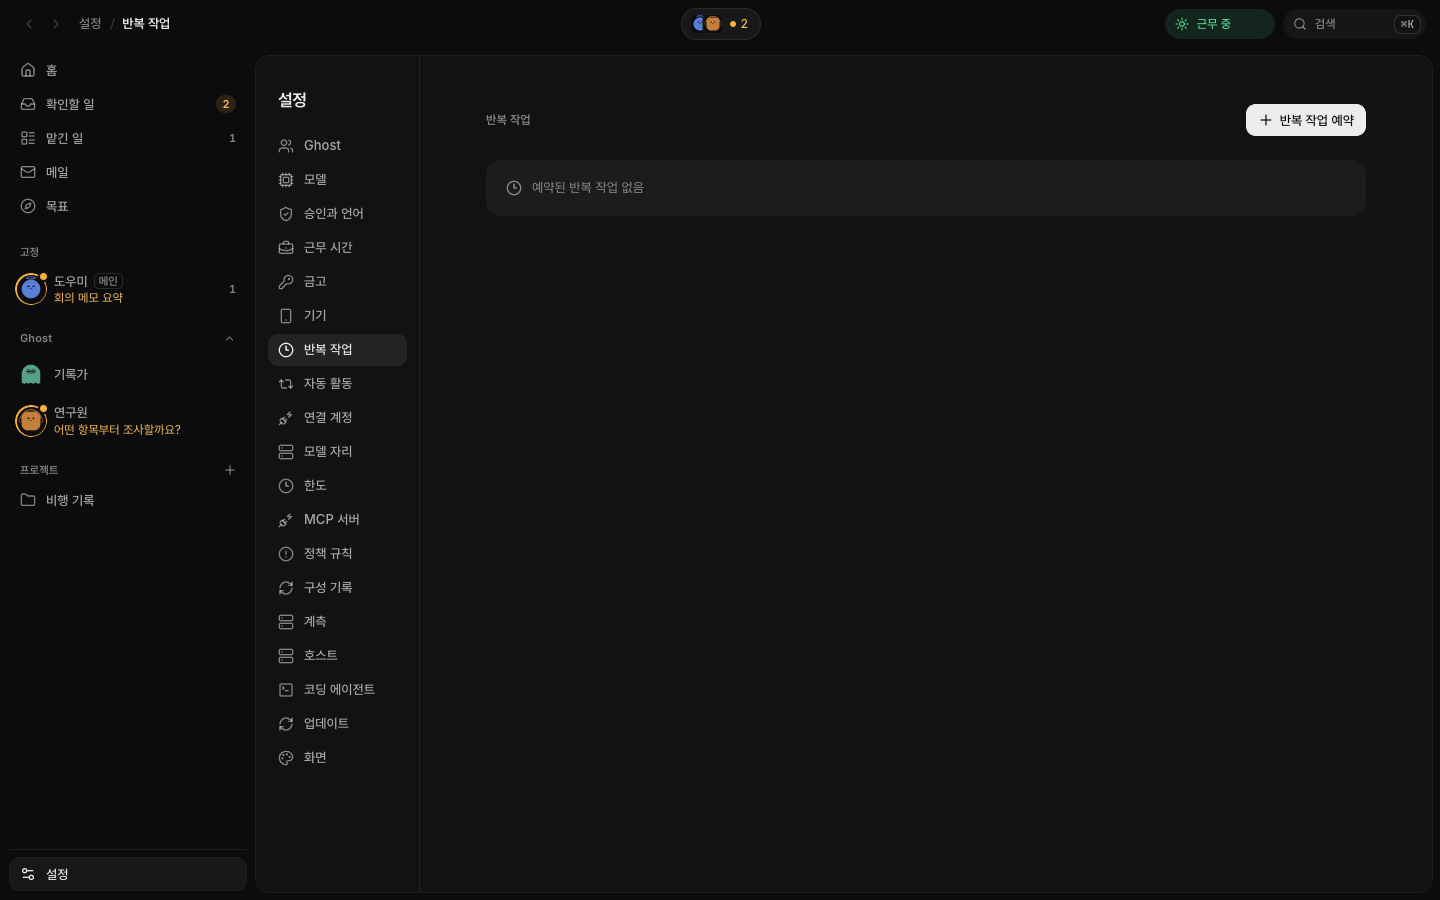 설정 / 반복 작업
2
근무 중
검색
⌘K
홈
확인할 일
2
맡긴 일
1
메일
목표
고정
도우미 메인
회의 메모 요약
1
Ghost
기록가
연구원
어떤 항목부터 조사할까요?
프로젝트
비행 기록
설정
설정
Ghost
모델
승인과 언어
근무 시간
금고
기기
반복 작업
자동 활동
연결 계정
모델 자리
한도
MCP 서버
정책 규칙
구성 기록
계측
호스트
코딩 에이전트
업데이트
화면
반복 작업
반복 작업 예약
예약된 반복 작업 없음